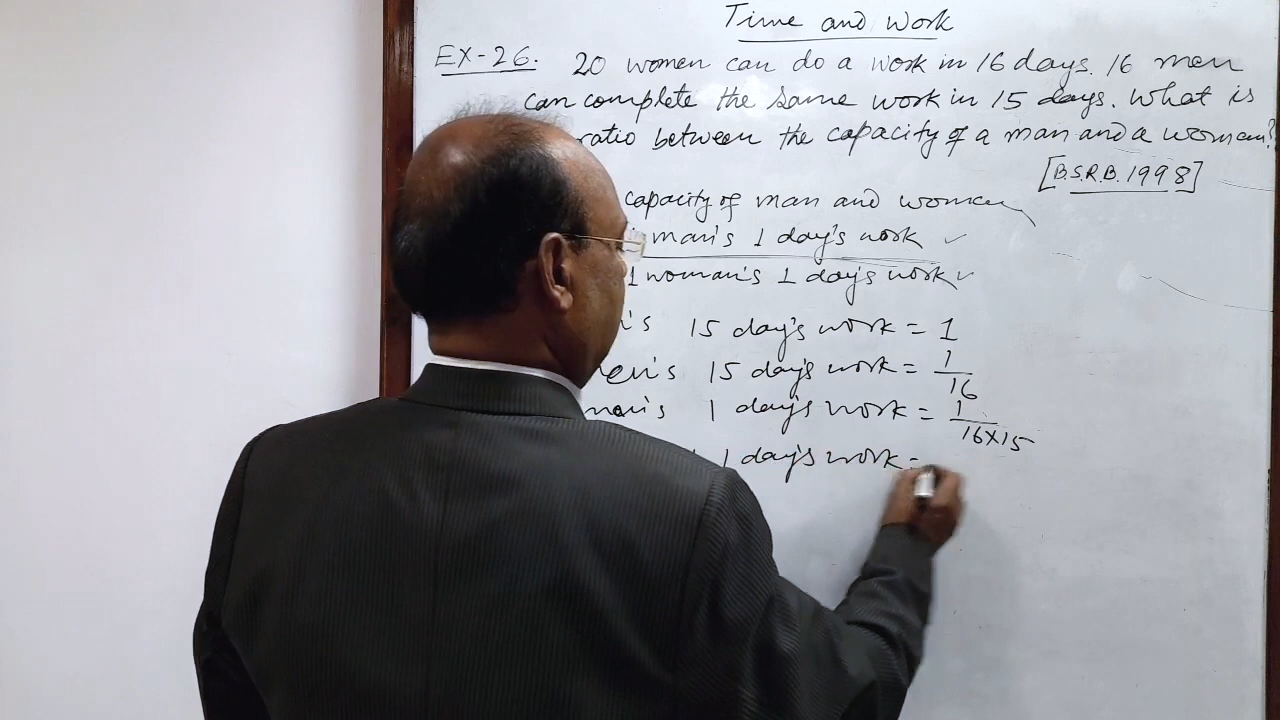 Time and Work
EX-26. 20 women can do a work in 16 days. 16 men
can complete the same work in 15 days. What is
ratio between the capacity of a man and a woman?
[B.S.R.B. 1998]
capacity of man and woman
man's 1 day's work ✓
1 woman's 1 day's work ✓
15 day's work = 1
15 day's work = 1/16
1 day's work = 1/16×15
1 day's work =